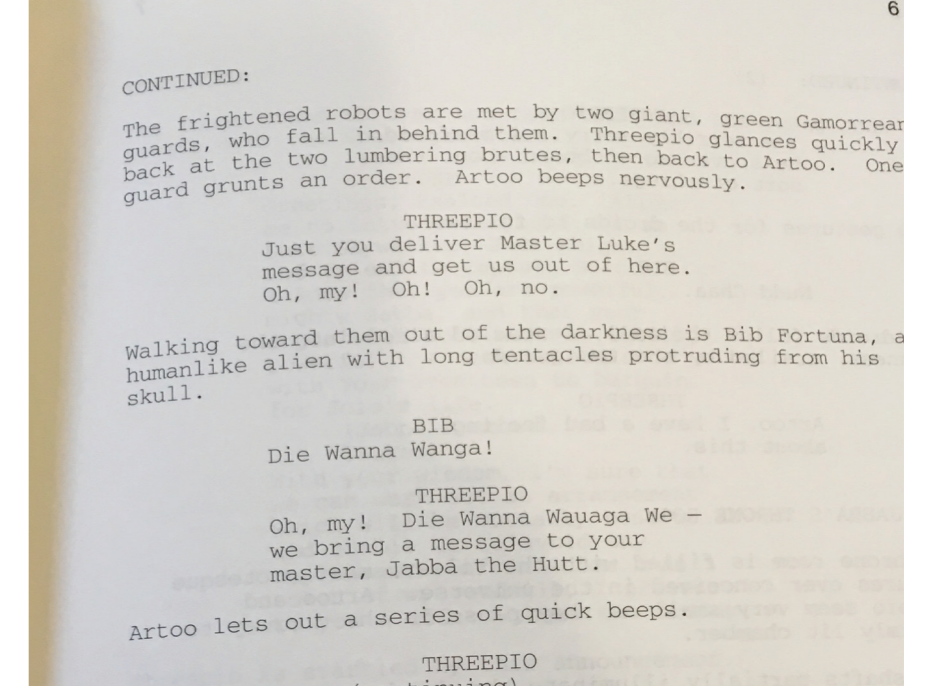 6
CONTINUED:
The frightened robots are met by two giant, green Gamorrean
guards, who fall in behind them. Threepio glances quickly
back at the two lumbering brutes, then back to Artoo. One
guard grunts an order. Artoo beeps nervously.
THREEPIO
Just you deliver Master Luke's
message and get us out of here.
Oh, my! Oh! Oh, no.
Walking toward them out of the darkness is Bib Fortuna, a
humanlike alien with long tentacles protruding from his
skull.
BIB
Die Wanna Wanga!
THREEPIO
Oh, my! Die Wanna Wauaga We —
we bring a message to your
master, Jabba the Hutt.
Artoo lets out a series of quick beeps.
THREEPIO
(continuing)